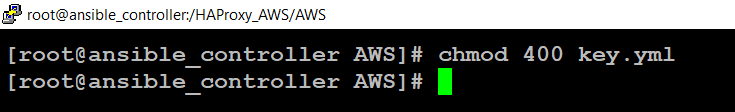 root@ansible_controller:/HAProxy_AWS/AWS
[root@ansible_controller AWS]# chmod 400 key.yml
[root@ansible_controller AWS]#